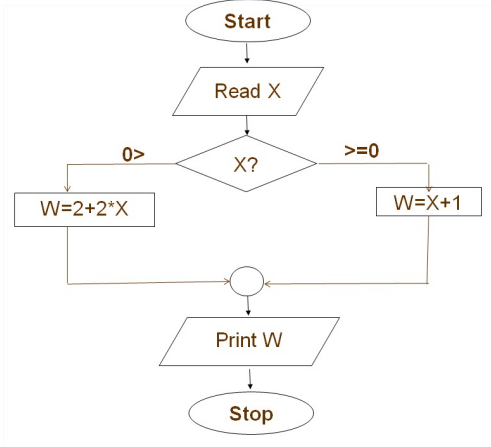 Start
Read X
0>
X?
>=0
W=2+2*X
W=X+1
Print W
Stop